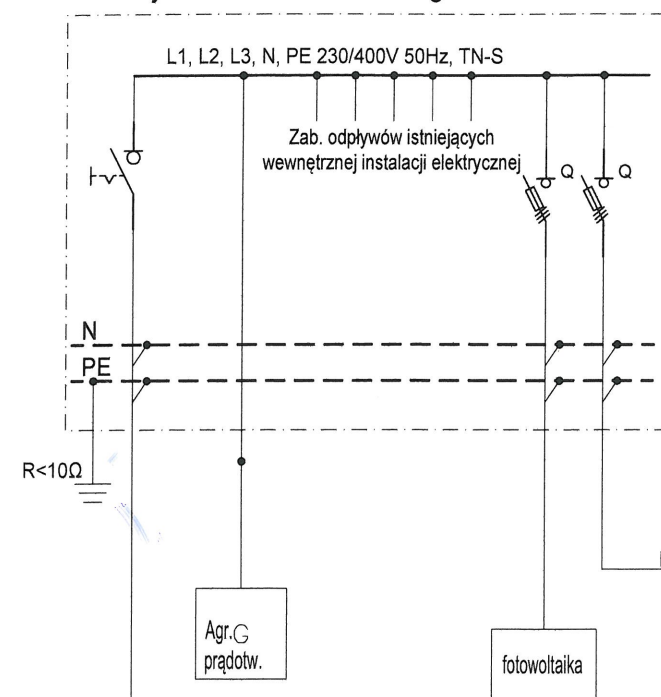 L1, L2, L3, N, PE 230/400V 50Hz, TN-S
Zab. odpływów istniejących
wewnętrznej instalacji elektrycznej
Q
Q
N
PE
R<10Ω
Agr.G
prądotw.
fotowoltaika